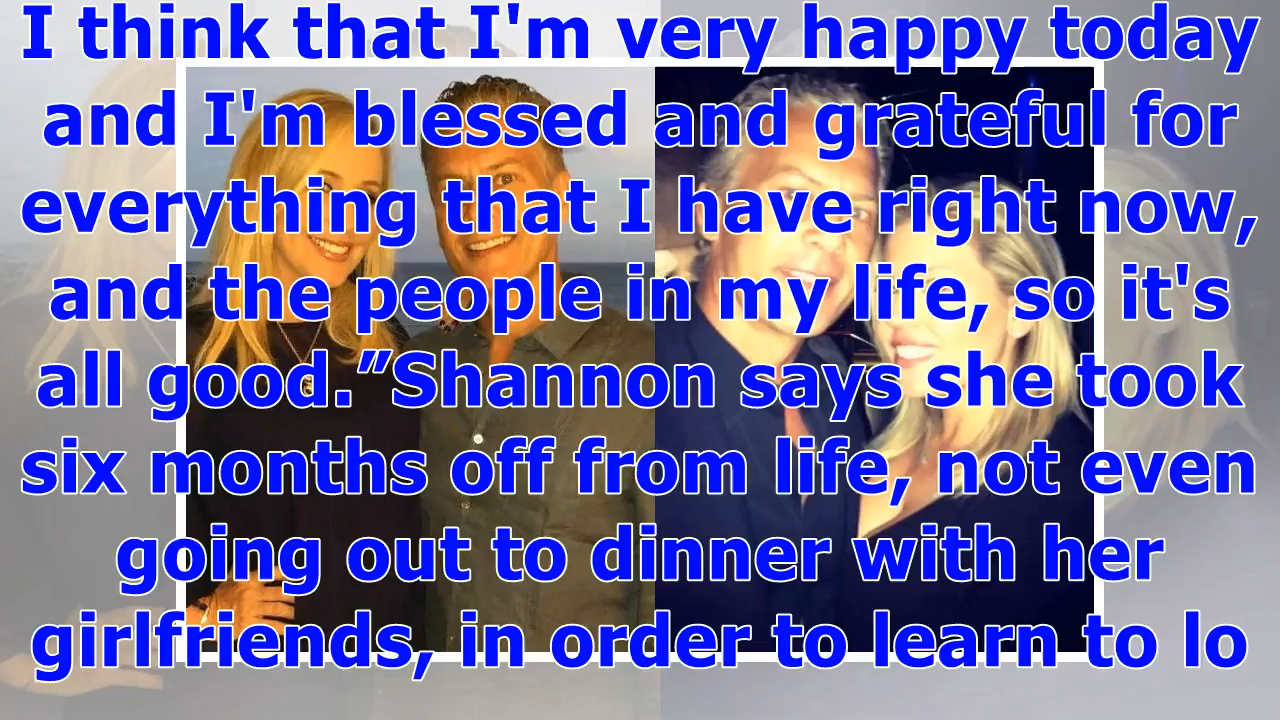 I think that I'm very happy today
and I'm blessed and grateful for
everything that I have right now,
and the people in my life, so it's
all good.”Shannon says she took
six months off from life, not even
going out to dinner with her
girlfriends, in order to learn to lo